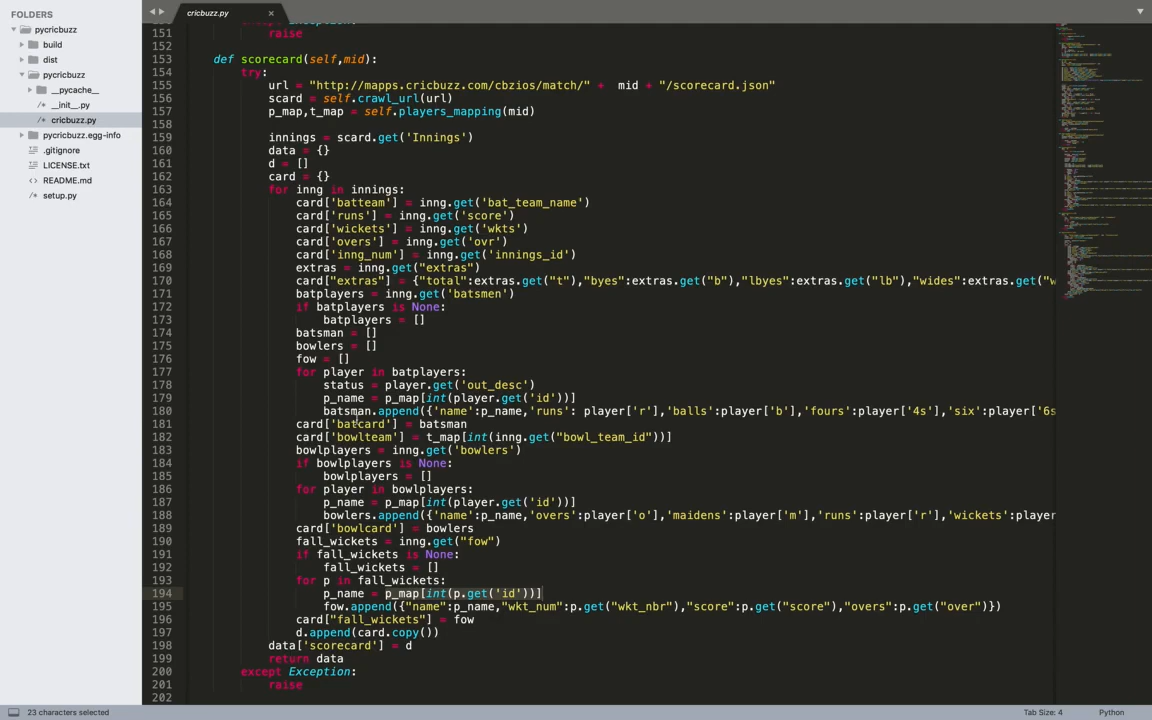 FOLDERS
pycricbuzz
build
dist
pycricbuzz
__pycache__
__init__.py
cricbuzz.py
pycricbuzz.egg-info
.gitignore
LICENSE.txt
README.md
setup.py
cricbuzz.py
151 raise
152
153 def scorecard(self,mid):
154 try:
155 url = "http://mapps.cricbuzz.com/cbzios/match/" + mid + "/scorecard.json"
156 scard = self.crawl_url(url)
157 p_map,t_map = self.players_mapping(mid)
158
159 innings = scard.get('Innings')
160 data = {}
161 d = []
162 card = {}
163 for inng in innings:
164 card['batteam'] = inng.get('bat_team_name')
165 card['runs'] = inng.get('score')
166 card['wickets'] = inng.get('wkts')
167 card['overs'] = inng.get('ovr')
168 card['inng_num'] = inng.get('innings_id')
169 extras = inng.get("extras")
170 card["extras"] = {"total":extras.get("t"),"byes":extras.get("b"),"lbyes":extras.get("lb"),"wides":extras.get("w
171 batplayers = inng.get('batsmen')
172 if batplayers is None:
173 batplayers = []
174 batsman = []
175 bowlers = []
176 fow = []
177 for player in batplayers:
178 status = player.get('out_desc')
179 p_name = p_map[int(player.get('id'))]
180 batsman.append({'name':p_name,'runs': player['r'],'balls':player['b'],'fours':player['4s'],'six':player['6s
181 card['batcard'] = batsman
182 card['bowlteam'] = t_map[int(inng.get("bowl_team_id"))]
183 bowlplayers = inng.get('bowlers')
184 if bowlplayers is None:
185 bowlplayers = []
186 for player in bowlplayers:
187 p_name = p_map[int(player.get('id'))]
188 bowlers.append({'name':p_name,'overs':player['o'],'maidens':player['m'],'runs':player['r'],'wickets':player
189 card['bowlcard'] = bowlers
190 fall_wickets = inng.get("fow")
191 if fall_wickets is None:
192 fall_wickets = []
193 for p in fall_wickets:
194 p_name = p_map[int(p.get('id'))]
195 fow.append({"name":p_name,"wkt_num":p.get("wkt_nbr"),"score":p.get("score"),"overs":p.get("over")})
196 card["fall_wickets"] = fow
197 d.append(card.copy())
198 data['scorecard'] = d
199 return data
200 except Exception:
201 raise
202
23 characters selected
Tab Size: 4
Python